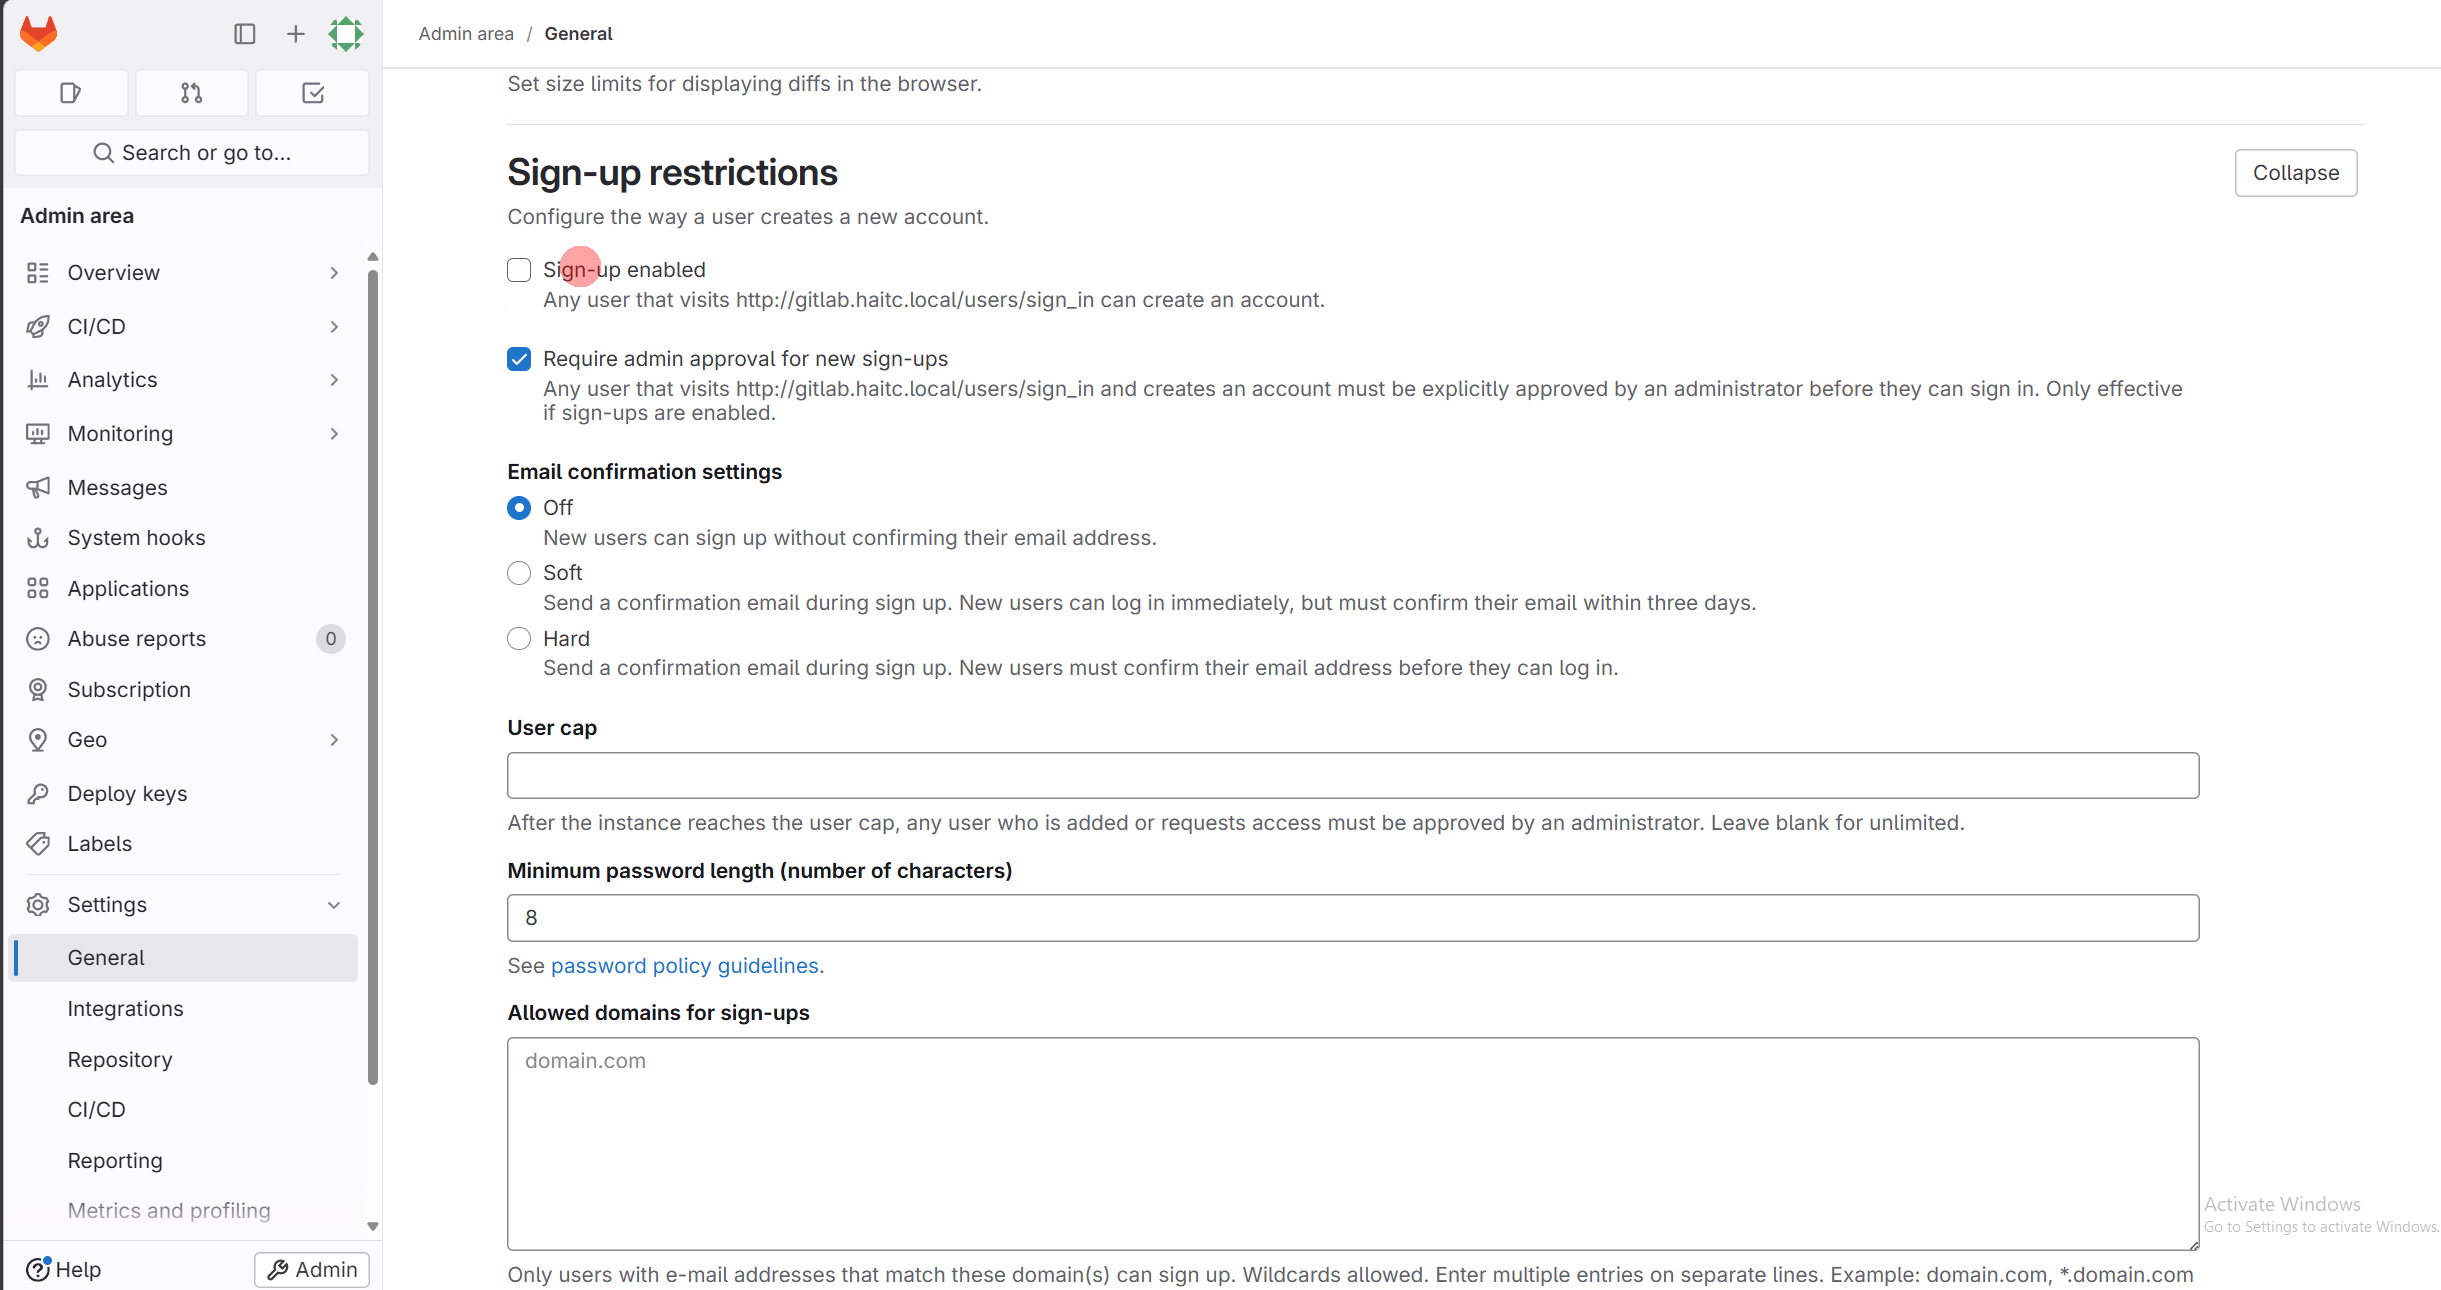 Admin area / General
Search or go to...
Admin area
Overview
CI/CD
Analytics
Monitoring
Messages
System hooks
Applications
Abuse reports 0
Subscription
Geo
Deploy keys
Labels
Settings
General
Integrations
Repository
CI/CD
Reporting
Metrics and profiling
Help
Admin
Set size limits for displaying diffs in the browser.
Sign-up restrictions
Collapse
Configure the way a user creates a new account.
Sign-up enabled
Any user that visits http://gitlab.haitc.local/users/sign_in can create an account.
Require admin approval for new sign-ups
Any user that visits http://gitlab.haitc.local/users/sign_in and creates an account must be explicitly approved by an administrator before they can sign in. Only effective
if sign-ups are enabled.
Email confirmation settings
Off
New users can sign up without confirming their email address.
Soft
Send a confirmation email during sign up. New users can log in immediately, but must confirm their email within three days.
Hard
Send a confirmation email during sign up. New users must confirm their email address before they can log in.
User cap
After the instance reaches the user cap, any user who is added or requests access must be approved by an administrator. Leave blank for unlimited.
Minimum password length (number of characters)
8
See password policy guidelines.
Allowed domains for sign-ups
domain.com
Only users with e-mail addresses that match these domain(s) can sign up. Wildcards allowed. Enter multiple entries on separate lines. Example: domain.com, *.domain.com
Activate Windows
Go to Settings to activate Windows.